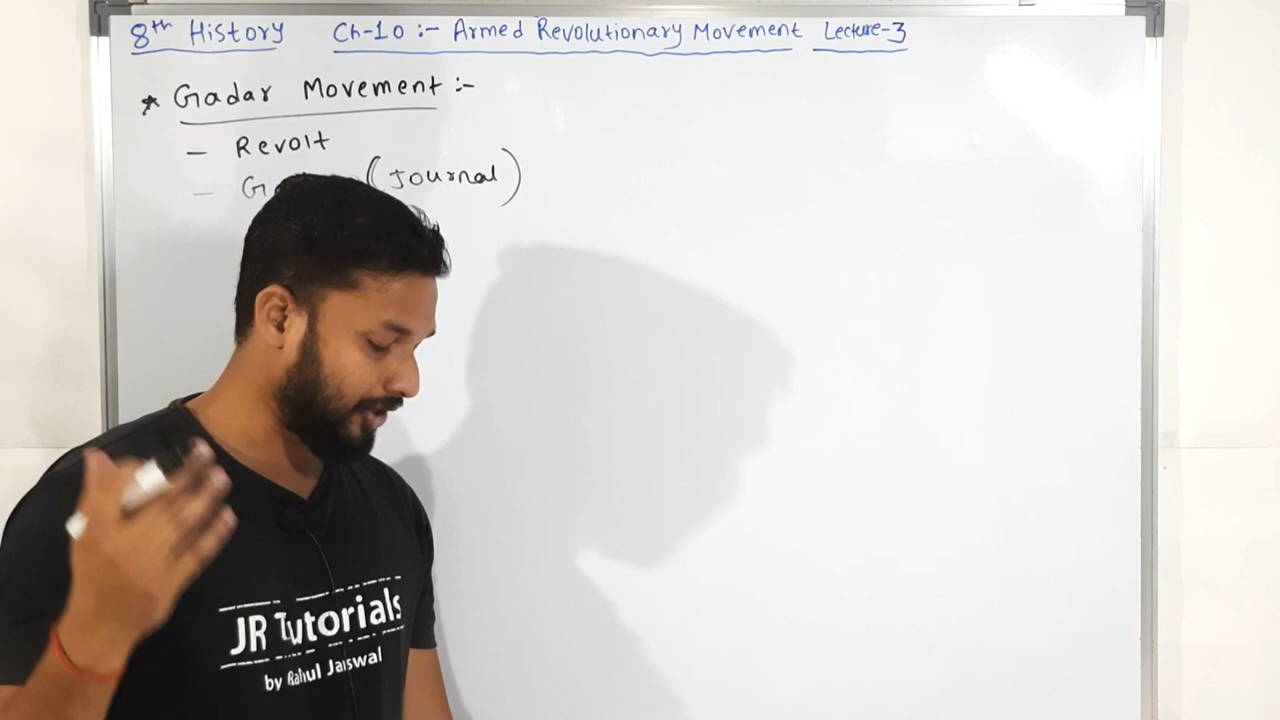 8th History Ch-10 :- Armed Revolutionary Movement Lecture-3
* Gadar Movement :-
- Revolt
- (Journal)
JR Tutorials
by Rahul Jaiswal